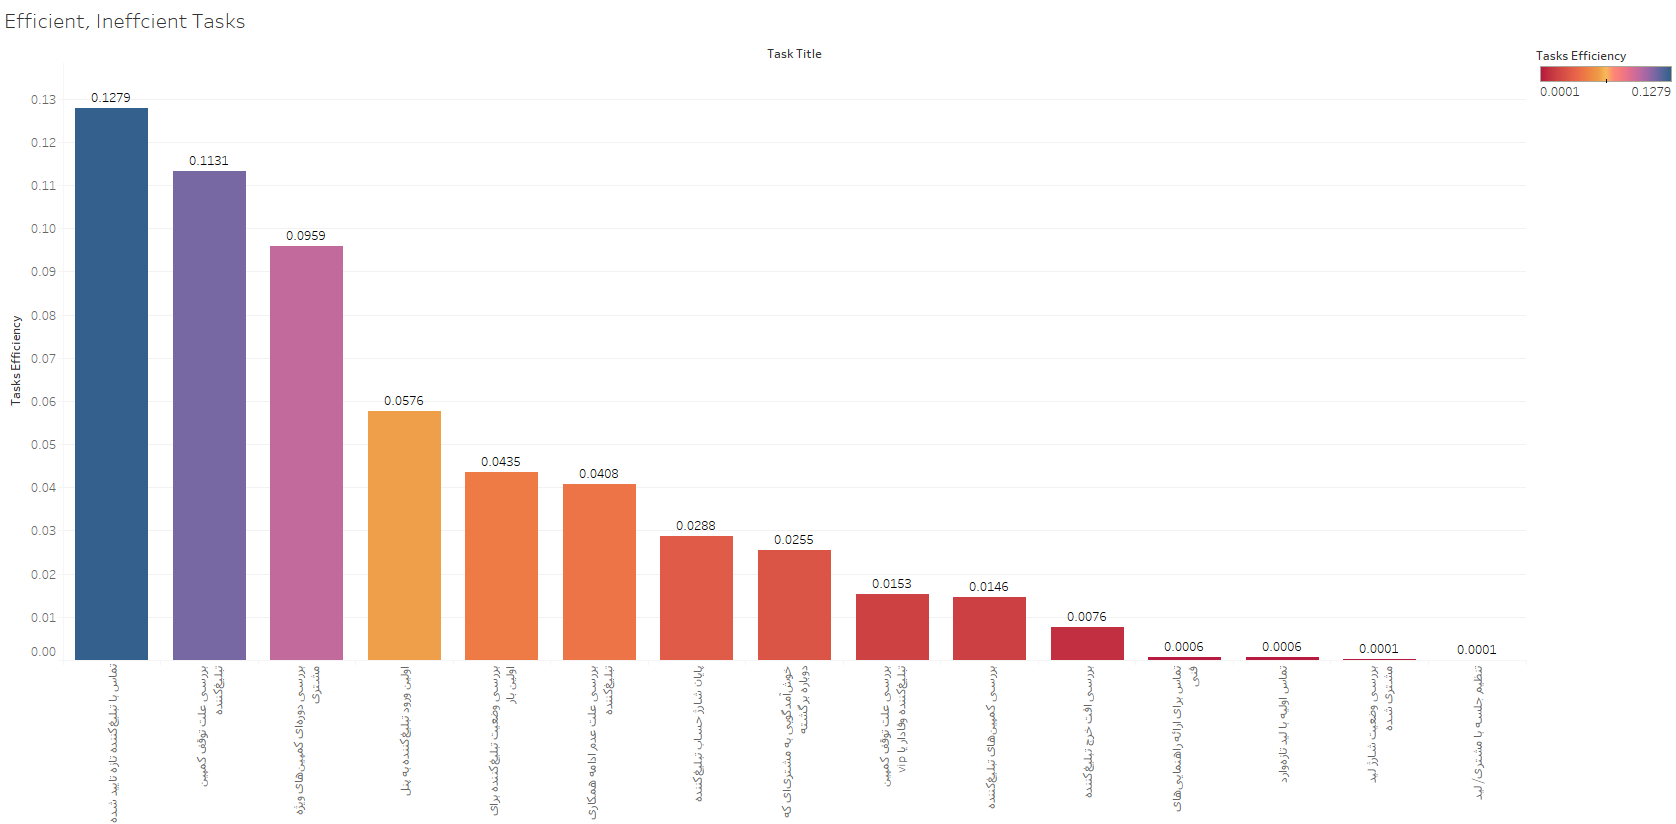 Efficient, Ineffcient Tasks
Task Title
Tasks Efficiency
0.0001
0.1279
Tasks Efficiency
0.13
0.12
0.11
0.10
0.09
0.08
0.07
0.06
0.05
0.04
0.03
0.02
0.01
0.00
0.1279
0.1131
0.0959
0.0576
0.0435
0.0408
0.0288
0.0255
0.0153
0.0146
0.0076
0.0006
0.0006
0.0001
0.0001
تماس با تبلیغ‌کننده تازه تایید شده
بررسی علت توقف کمپین
تبلیغ‌کننده
بررسی دوره‌ای کمپین‌های ویژه
مشتری
اولین ورود تبلیغ‌کننده به پنل
بررسی وضعیت تبلیغ‌کننده برای
اولین بار
بررسی علت عدم ادامه همکاری
تبلیغ‌کننده
پایان شارژ حساب تبلیغ‌کننده
خوش‌آمدگویی به مشتری‌ای که
دوباره برگشته
بررسی علت توقف کمپین
تبلیغ‌کننده وفادار یا vip
بررسی کمپین‌های تبلیغ‌کننده
بررسی افت خرج تبلیغ‌کننده
تماس برای ارائه راهنمایی‌های
فنی
تماس اولیه با لید تازه‌وارد
بررسی وضعیت شارژ لید
مشتری شده
تنظیم جلسه با مشتری/ لید